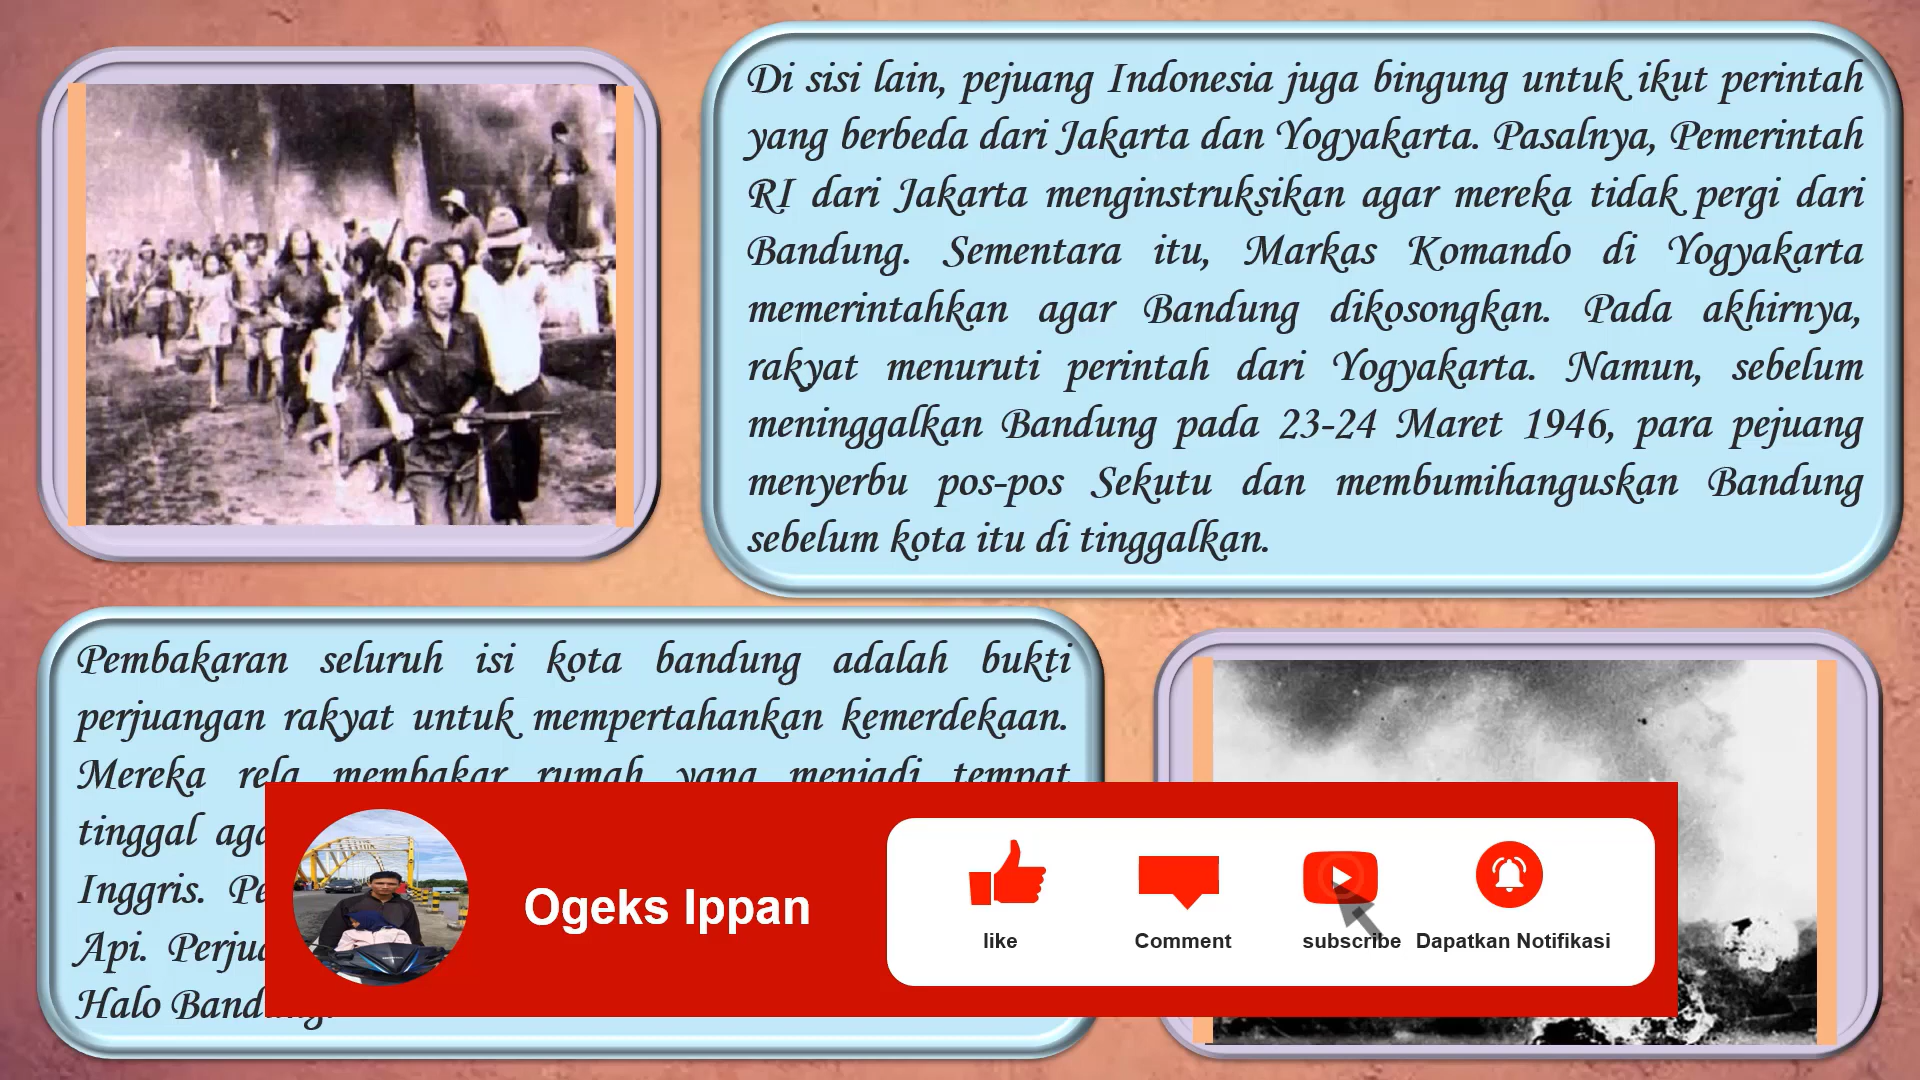 Di sisi lain, pejuang Indonesia juga bingung untuk ikut perintah
yang berbeda dari Jakarta dan Yogyakarta. Pasalnya, Pemerintah
RI dari Jakarta menginstruksikan agar mereka tidak pergi dari
Bandung. Sementara itu, Markas Komando di Yogyakarta
memerintahkan agar Bandung dikosongkan. Pada akhirnya,
rakyat menuruti perintah dari Yogyakarta. Namun, sebelum
meninggalkan Bandung pada 23-24 Maret 1946, para pejuang
menyerbu pos-pos Sekutu dan membumihanguskan Bandung
sebelum kota itu di tinggalkan.
Pembakaran seluruh isi kota bandung adalah bukti
perjuangan rakyat untuk mempertahankan kemerdekaan.
Mereka rela membakar rumah yang menjadi tempat
tinggal
Inggris.
Api.
Halo
Ogeks Ippan
like
Comment
subscribe
Dapatkan Notifikasi